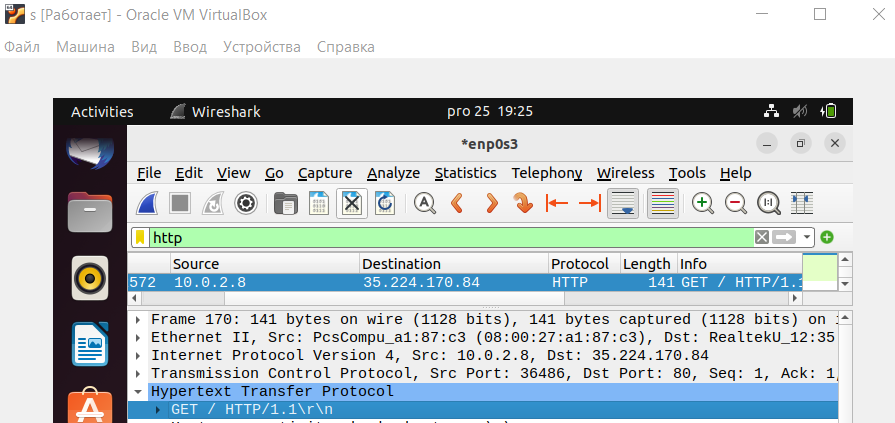 s [Работает] - Oracle VM VirtualBox
Файл Машина Вид Ввод Устройства Справка
Activities Wireshark pro 25 19:25
*enp0s3
File Edit View Go Capture Analyze Statistics Telephony Wireless Tools Help
http
Source Destination Protocol Length Info
572 10.0.2.8 35.224.170.84 HTTP 141 GET / HTTP/1.1
Frame 170: 141 bytes on wire (1128 bits), 141 bytes captured (1128 bits) on
Ethernet II, Src: PcsCompu_a1:87:c3 (08:00:27:a1:87:c3), Dst: RealtekU_12:35
Internet Protocol Version 4, Src: 10.0.2.8, Dst: 35.224.170.84
Transmission Control Protocol, Src Port: 36486, Dst Port: 80, Seq: 1, Ack: 1,
Hypertext Transfer Protocol
GET / HTTP/1.1\r\n